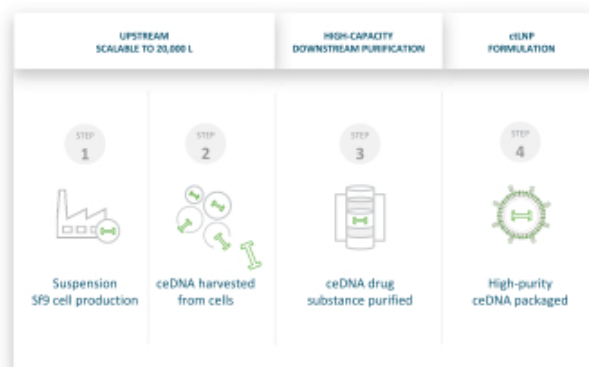 UPSTREAM
SCALABLE TO 20,000 L
HIGH-CAPACITY
DOWNSTREAM PURIFICATION
ctLNP
FORMULATION
STEP
1
STEP
2
STEP
3
STEP
4
Suspension
Sf9 cell production
ceDNA harvested
from cells
ceDNA drug
substance purified
High-purity
ceDNA packaged